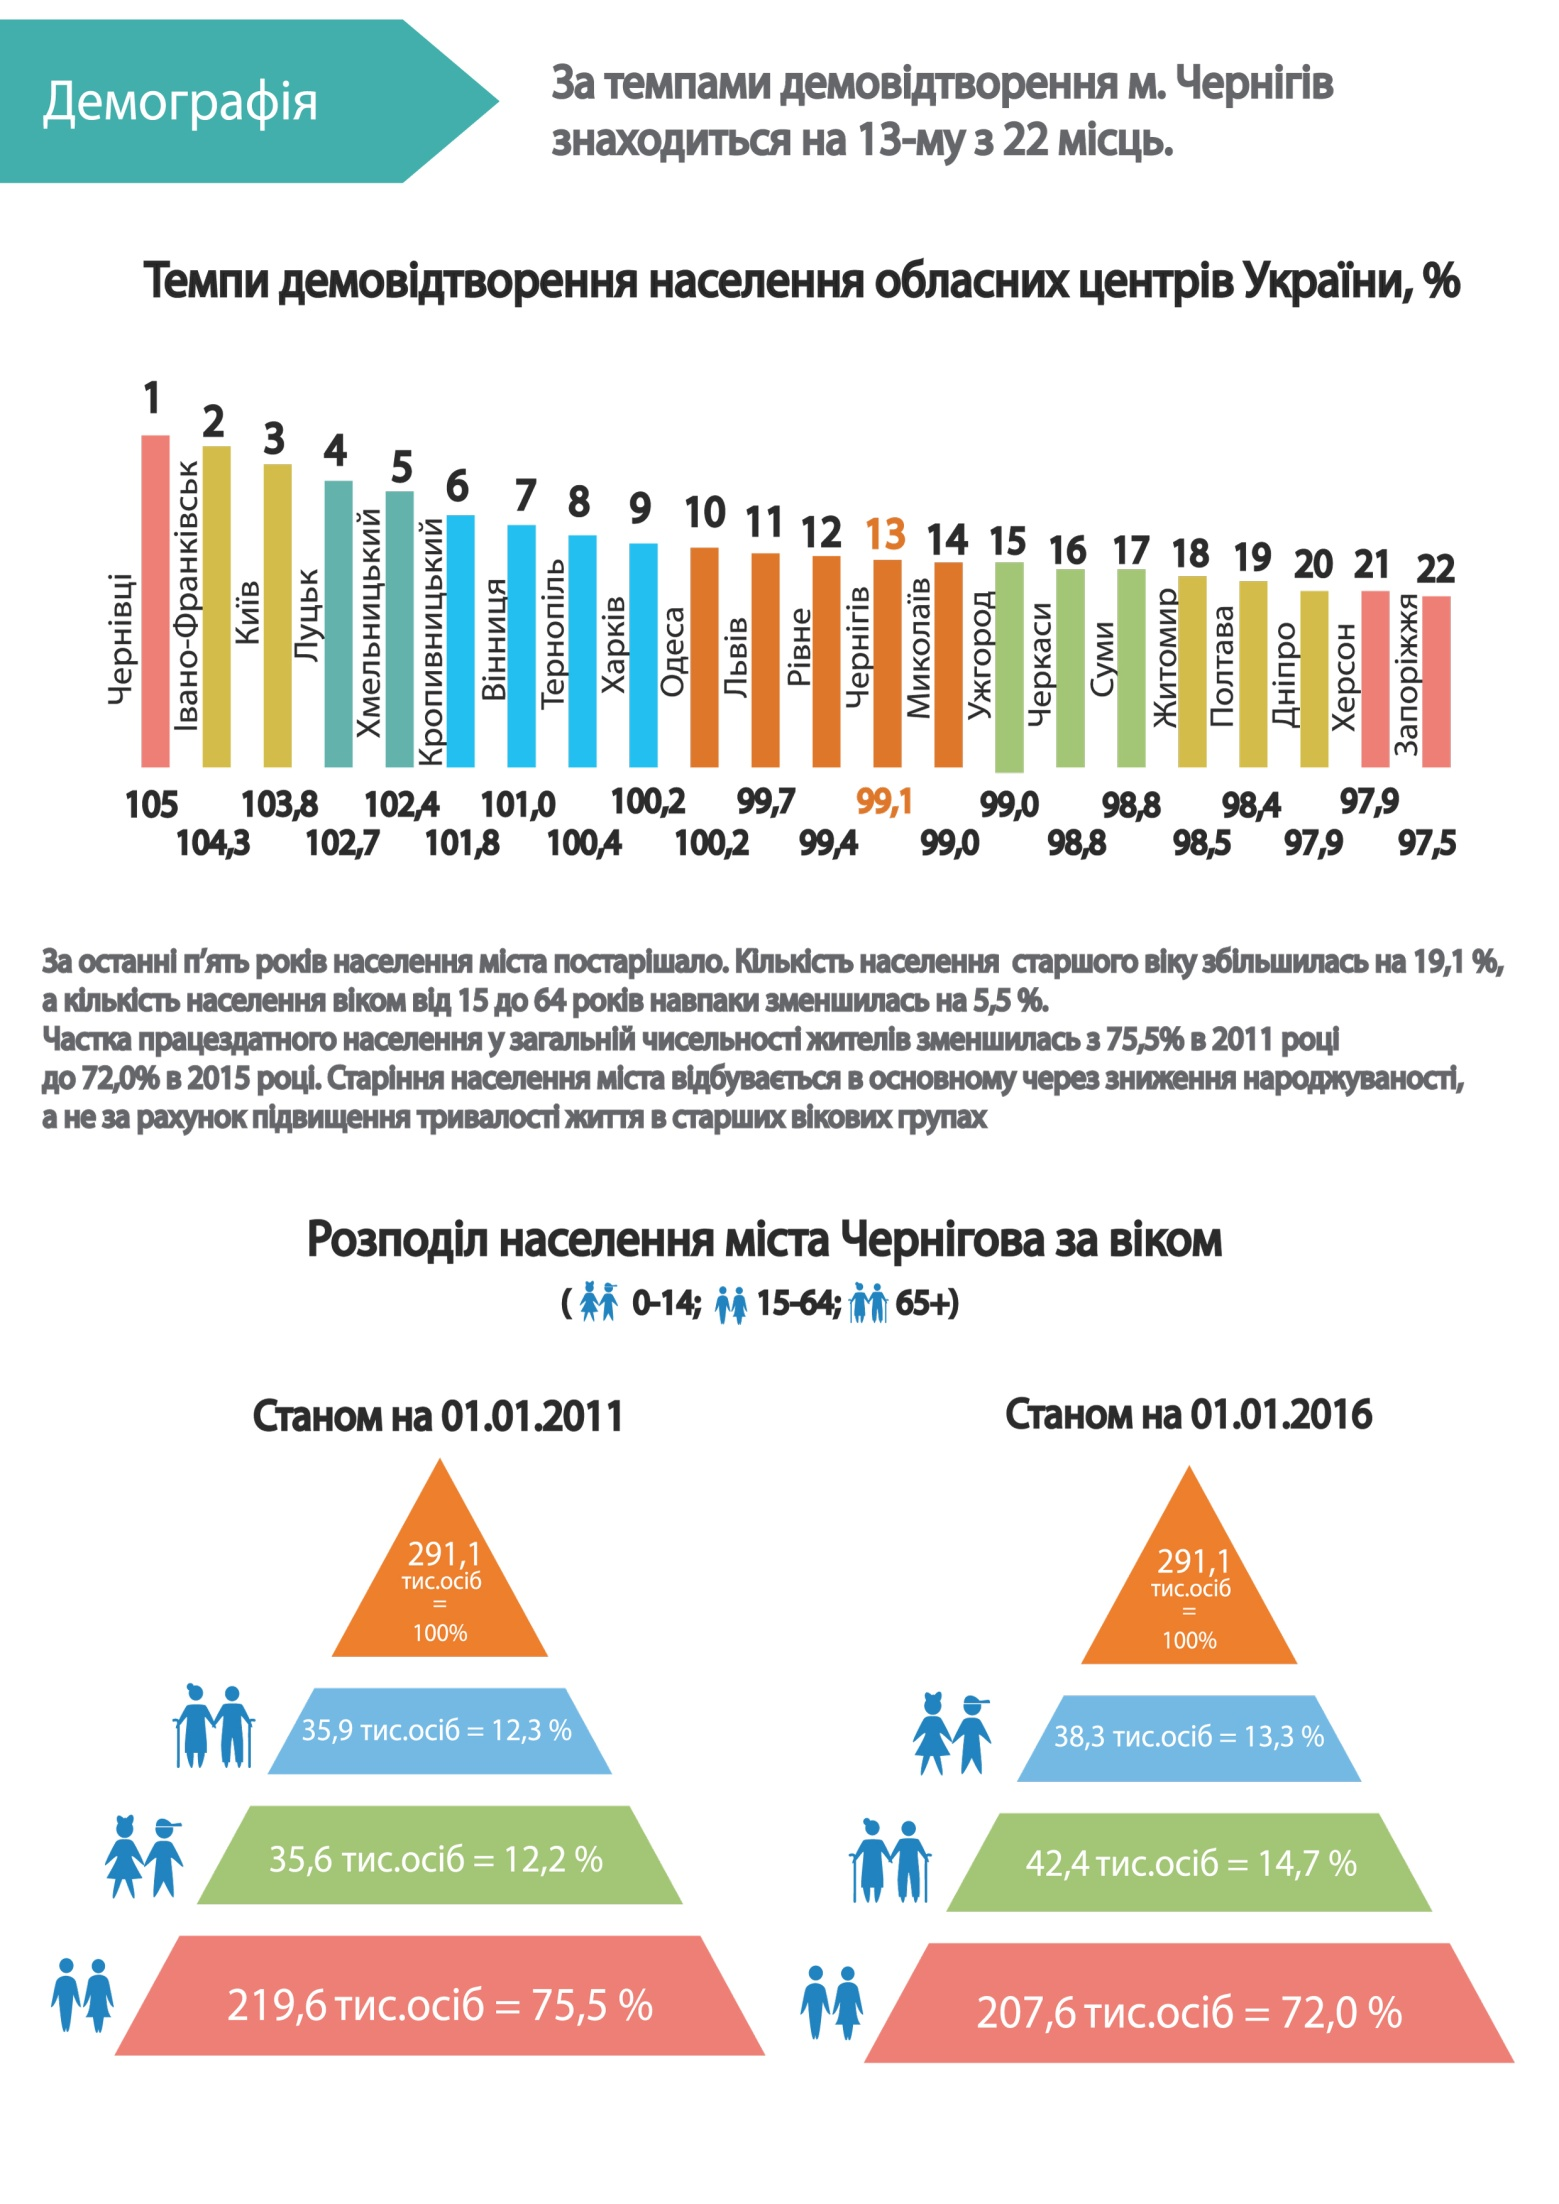 Демографія
За темпами демовідтворення м. Чернігів
знаходиться на 13-му з 22 місць.
Темпи демовідтворення населення обласних центрів України, %
1 2 3 4 5 6 7 8 9 10 11 12 13 14 15 16 17 18 19 20 21 22
Чернівці
Івано-Франківськ
Київ
Луцьк
Хмельницький
Кропивницький
Вінниця
Тернопіль
Харків
Одеса
Львів
Рівне
Чернігів
Миколаїв
Ужгород
Черкаси
Суми
Житомир
Полтава
Дніпро
Херсон
Запоріжжя
105 103,8 102,4 101,0 100,2 99,7 99,1 99,0 98,8 98,4 97,9
104,3 102,7 101,8 100,4 100,2 99,4 99,0 98,8 98,5 97,9 97,5
За останні п’ять років населення міста постарішало. Кількість населення старшого віку збільшилась на 19,1 %,
а кількість населення віком від 15 до 64 років навпаки зменшилась на 5,5 %.
Частка працездатного населення у загальній чисельності жителів зменшилась з 75,5% в 2011 році
до 72,0% в 2015 році. Старіння населення міста відбувається в основному через зниження народжуваності,
а не за рахунок підвищення тривалості життя в старших вікових групах
Розподіл населення міста Чернігова за віком
( 0-14; 15-64; 65+)
Станом на 01.01.2011
291,1
тис.осіб
=
100%
35,9 тис.осіб = 12,3 %
35,6 тис.осіб = 12,2 %
219,6 тис.осіб = 75,5 %
Станом на 01.01.2016
291,1
тис.осіб
=
100%
38,3 тис.осіб = 13,3 %
42,4 тис.осіб = 14,7 %
207,6 тис.осіб = 72,0 %